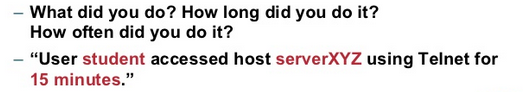 – What did you do? How long did you do it?
How often did you do it?
– “User student accessed host serverXYZ using Telnet for
15 minutes.”